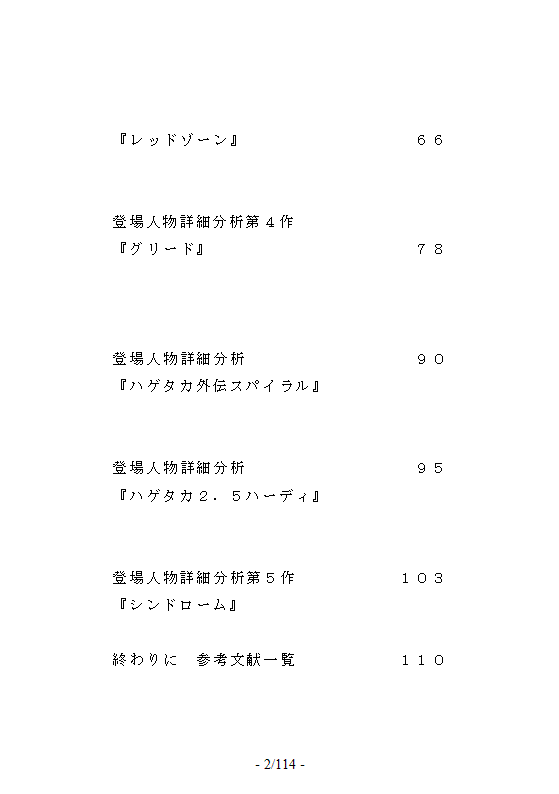 『レッドゾーン』　６６
登場人物詳細分析第４作
『グリード』　７８
登場人物詳細分析　９０
『ハゲタカ外伝スパイラル』
登場人物詳細分析　９５
『ハゲタカ２．５ハーディ』
登場人物詳細分析第５作　１０３
『シンドローム』
終わりに　参考文献一覧　１１０
- 2/114 -